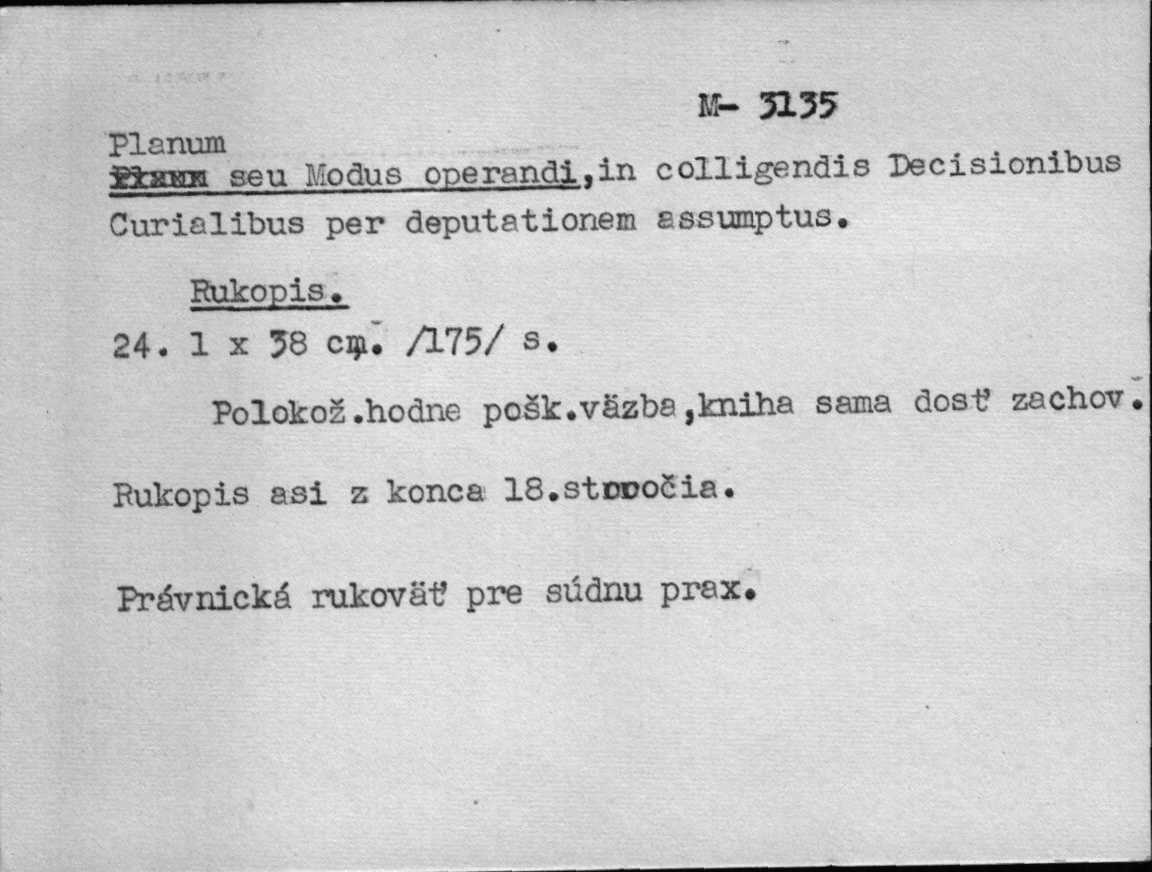 M- 3135
Planum
seu Modus operandi,in colligendis Decisionibus
Curialibus per deputationem assumptus.
Rukopis.
24. 1 x 38 cm. /175/ s.
Polokož.hodne pošk.väzba,kniha sama dosť zachov.
Rukopis asi z konca 18.storočia.
Právnická rukoväť pre súdnu prax.